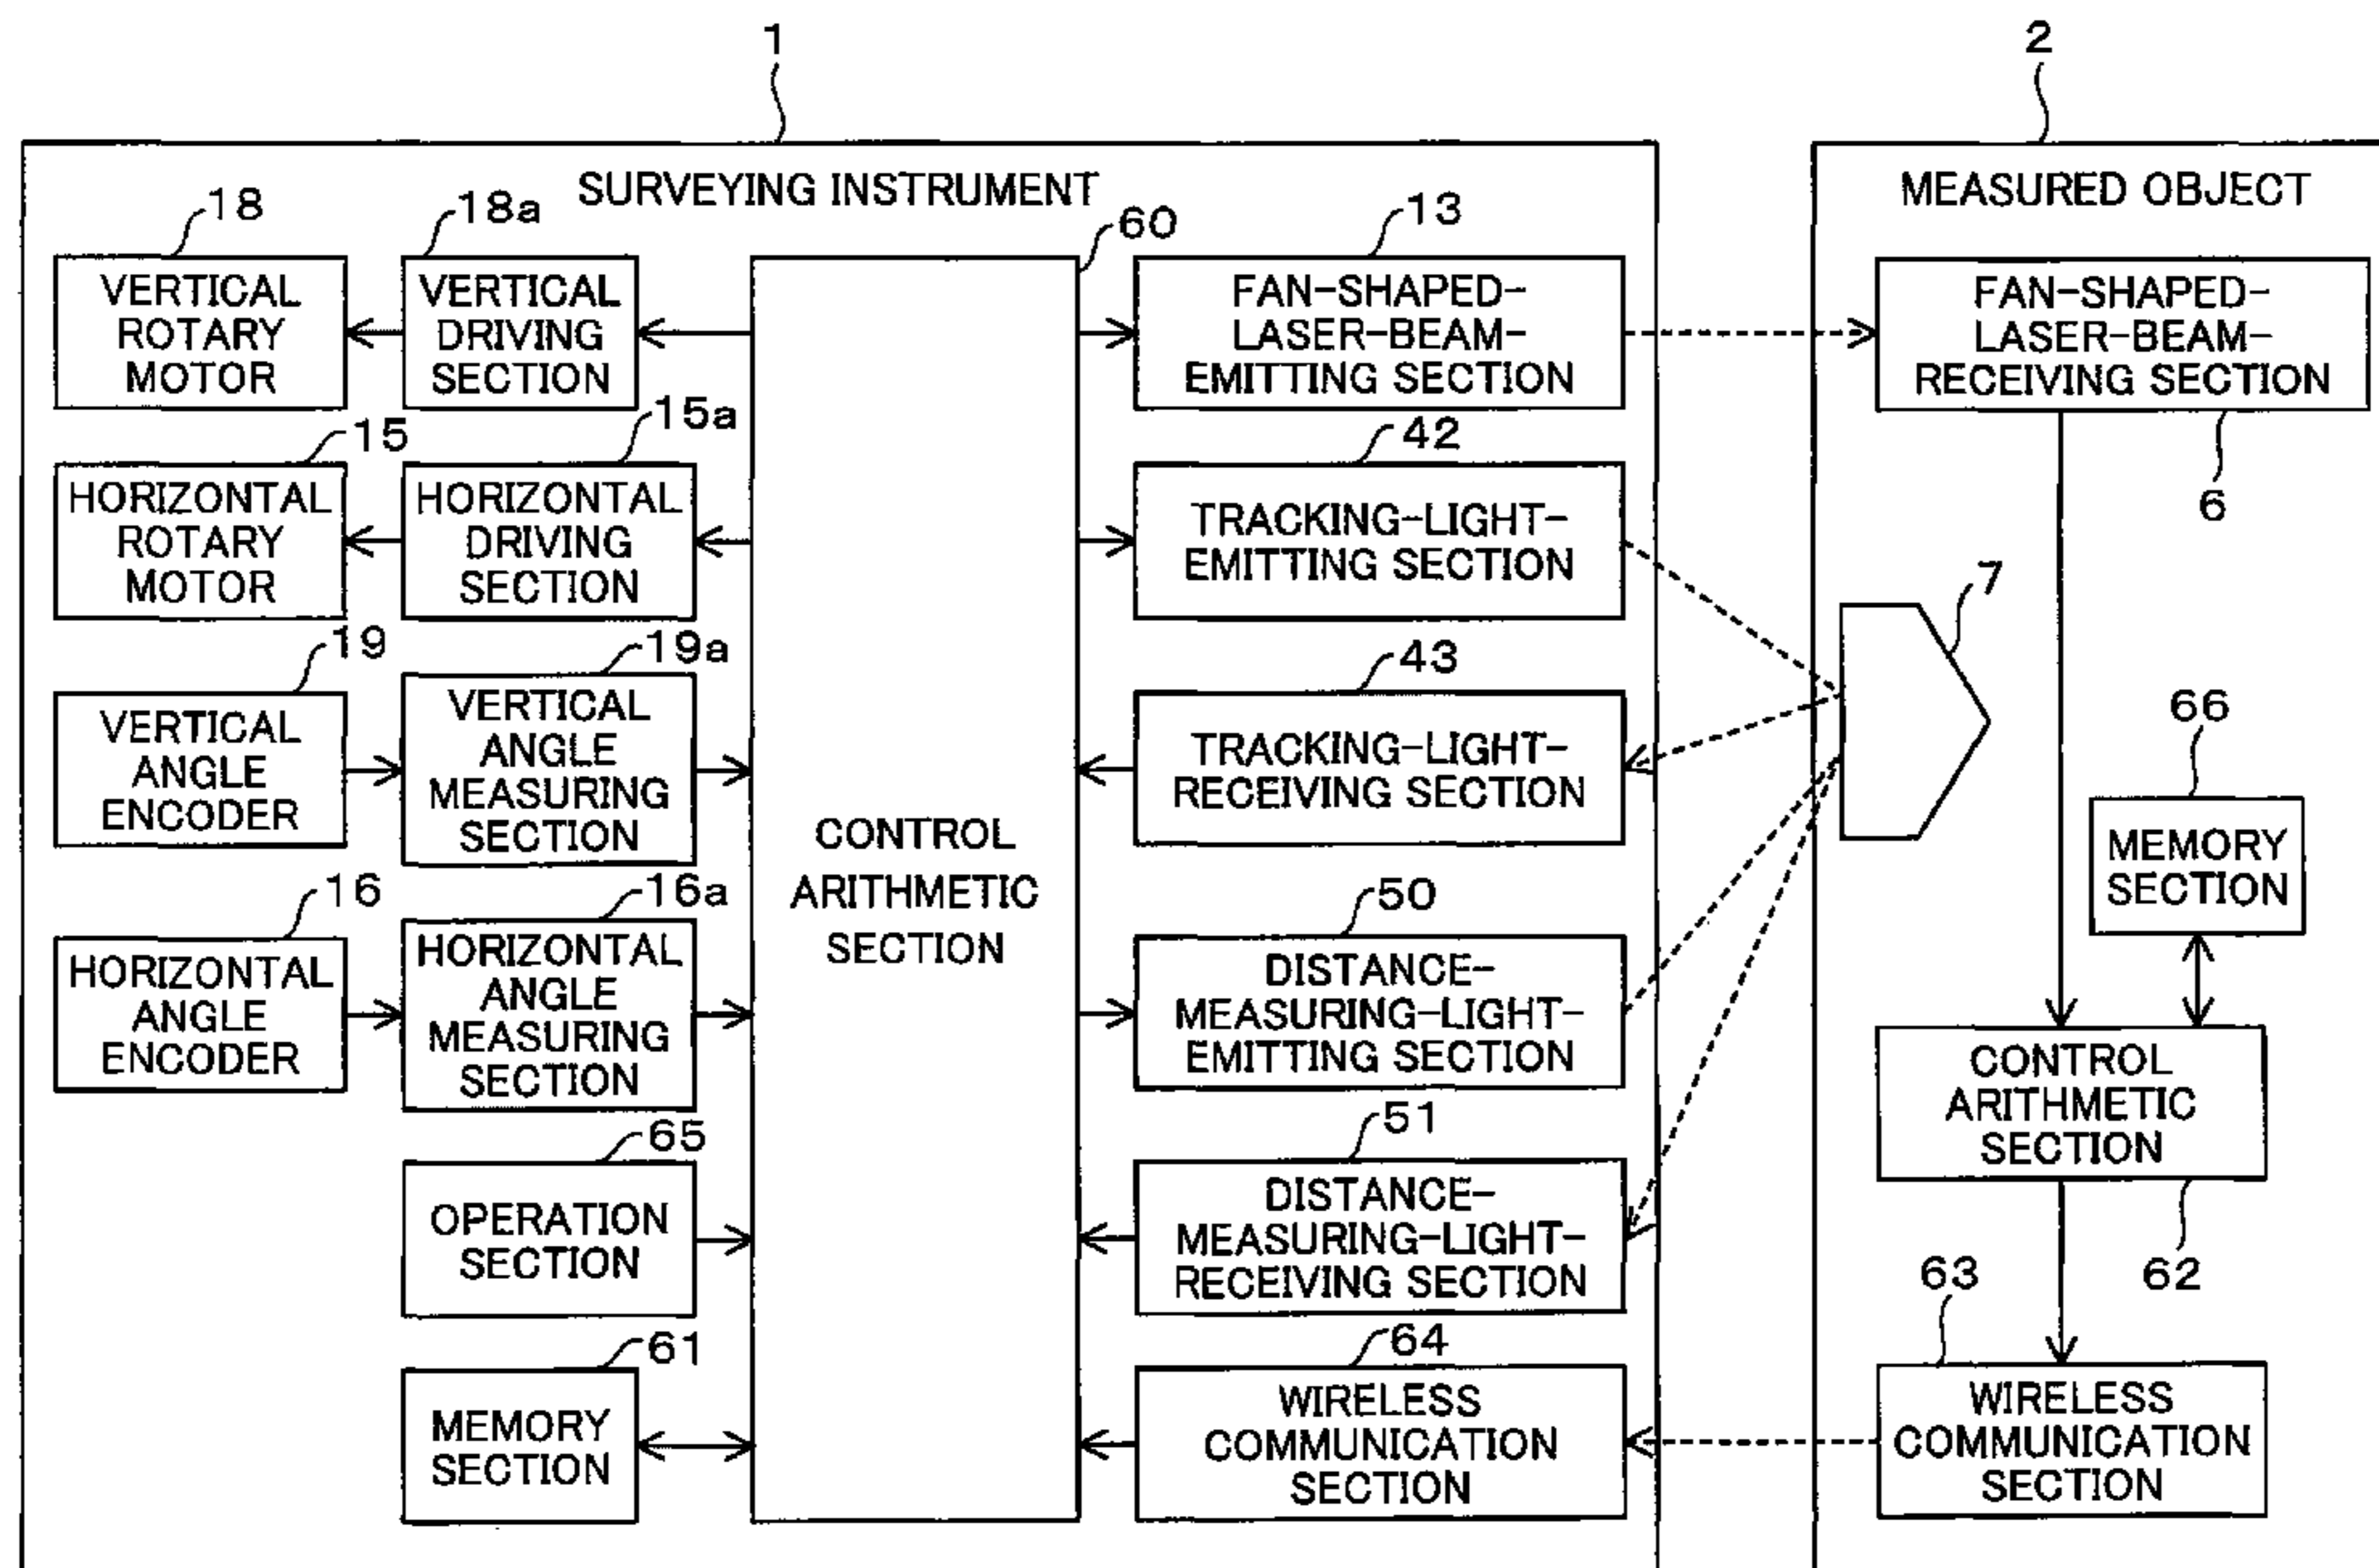 1
2
SURVEYING INSTRUMENT
MEASURED OBJECT
18
18a
60
13
VERTICAL
ROTARY
MOTOR
VERTICAL
DRIVING
SECTION
FAN-SHAPED-
LASER-BEAM-
EMITTING SECTION
FAN-SHAPED-
LASER-BEAM-
RECEIVING SECTION
6
15
15a
42
HORIZONTAL
ROTARY
MOTOR
HORIZONTAL
DRIVING
SECTION
TRACKING-LIGHT-
EMITTING SECTION
7
19
19a
43
VERTICAL
ANGLE
ENCODER
VERTICAL
ANGLE
MEASURING
SECTION
TRACKING-LIGHT-
RECEIVING SECTION
66
MEMORY
SECTION
CONTROL
ARITHMETIC
SECTION
16
16a
50
HORIZONTAL
ANGLE
ENCODER
HORIZONTAL
ANGLE
MEASURING
SECTION
DISTANCE-
MEASURING-LIGHT-
EMITTING SECTION
CONTROL
ARITHMETIC
SECTION
62
65
51
OPERATION
SECTION
DISTANCE-
MEASURING-LIGHT-
RECEIVING SECTION
63
61
64
MEMORY
SECTION
WIRELESS
COMMUNICATION
SECTION
WIRELESS
COMMUNICATION
SECTION